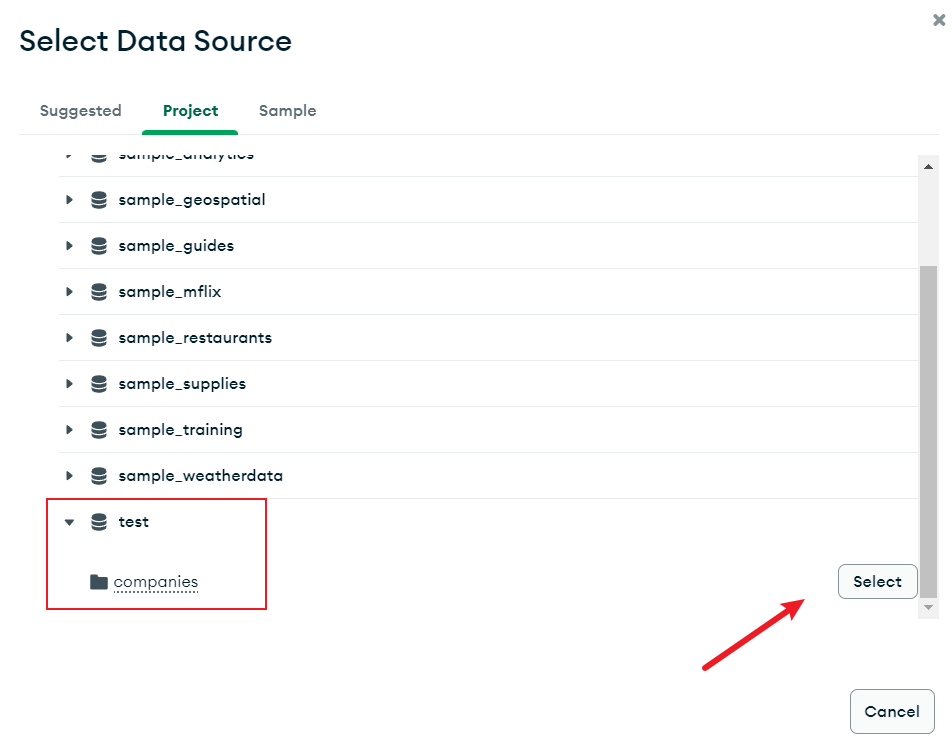 Select Data Source
Suggested Project Sample
sample_analytics
sample_geospatial
sample_guides
sample_mflix
sample_restaurants
sample_supplies
sample_training
sample_weatherdata
test
companies Select
Cancel